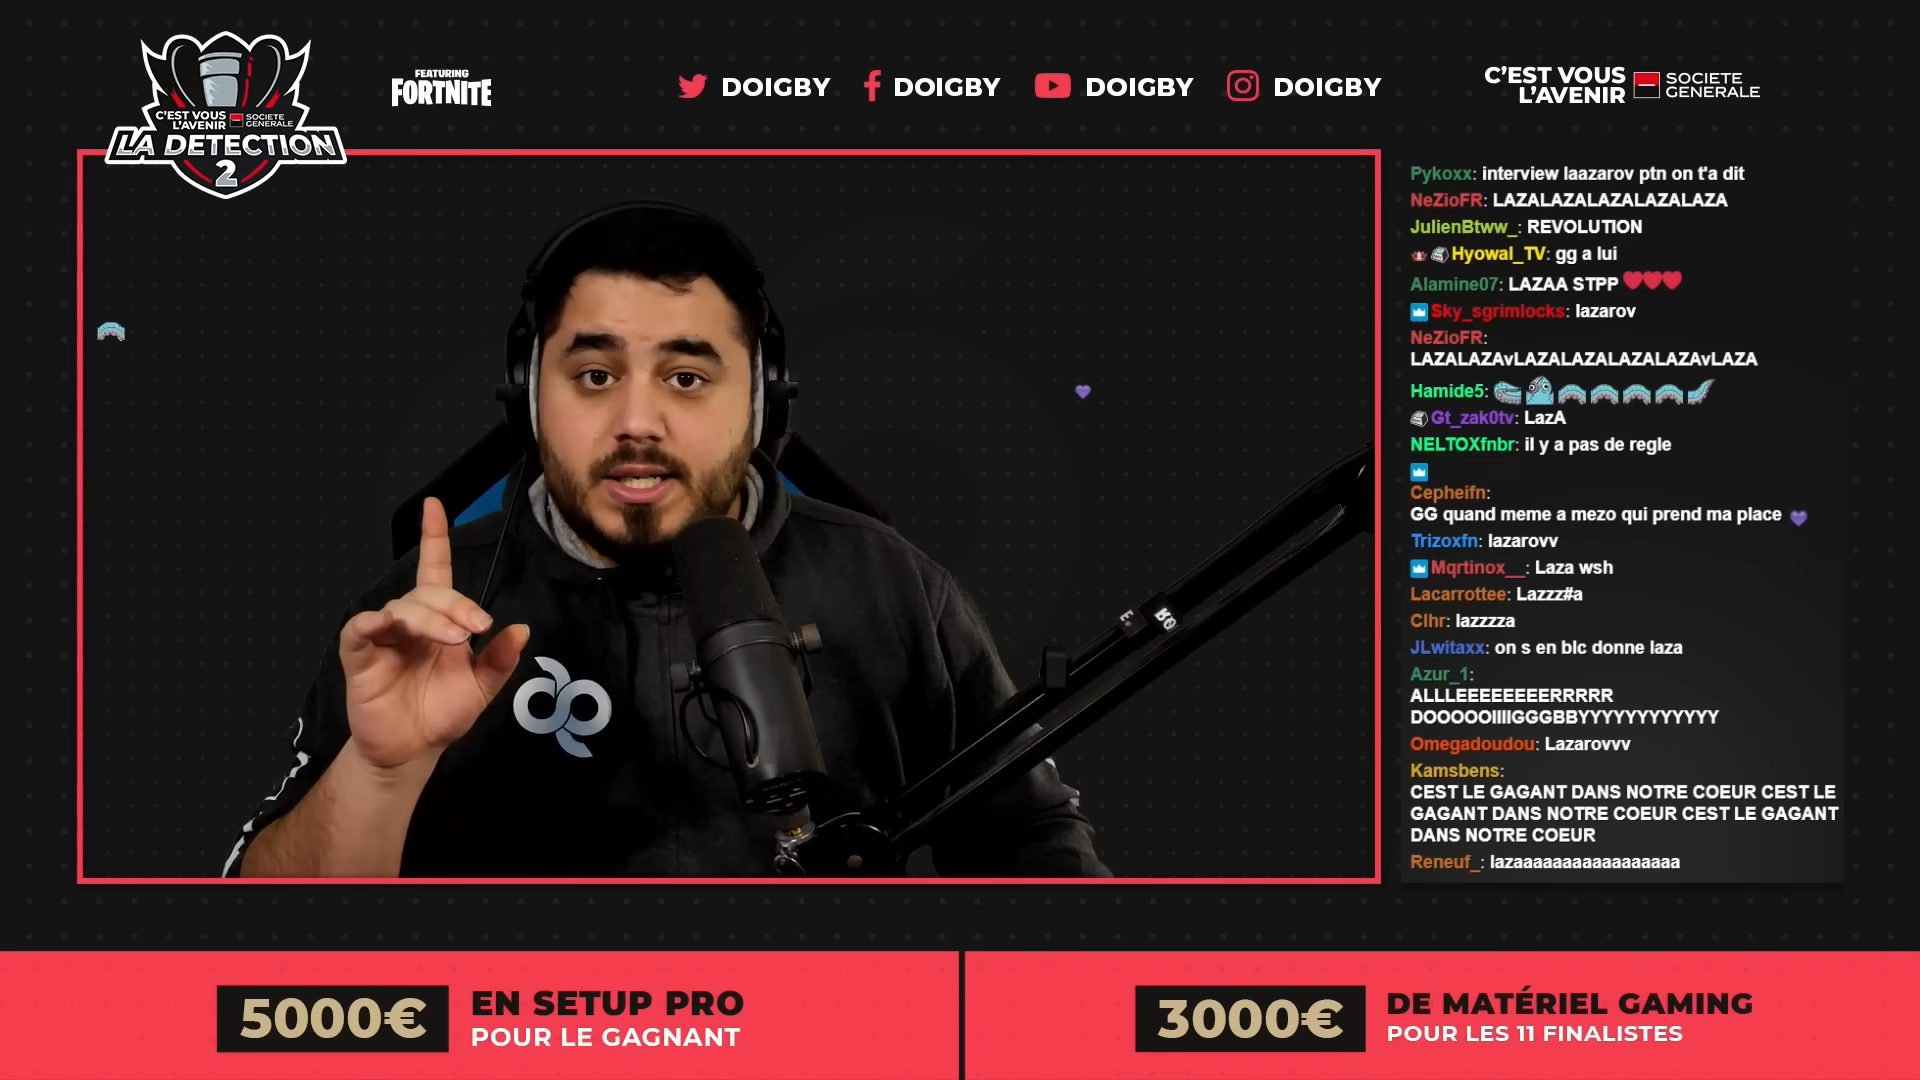 C'EST VOUS
L'AVENIR
SOCIETE
GENERALE
LA DETECTION
2
FEATURING
FORTNITE
DOIGBY
DOIGBY
DOIGBY
DOIGBY
C'EST VOUS
L'AVENIR
SOCIETE
GENERALE
Pykoxx: interview laazarov ptn on t'a dit
NeZioFR: LAZALAZALAZALAZALAZA
JulienBtww_: REVOLUTION
Hyowal_TV: gg a lui
Alamine07: LAZAA STPP
Sky_sgrimlocks: lazarov
NeZioFR:
LAZALAZAvLAZALAZALAZALAZAvLAZA
Hamide5:
Gt_zak0tv: LazA
NELTOXfnbr: il y a pas de regle
Cepheifn:
GG quand meme a mezo qui prend ma place
Trizoxfn: lazarovv
Mqrtinox__: Laza wsh
Lacarrottee: Lazzz#a
Clhr: lazzzza
JLwitaxx: on s en blc donne laza
Azur_1:
ALLLEEEEEEEERRRRR
DOOOOOIIIIGGGBBYYYYYYYYYYYY
Omegadoudou: Lazarovvv
Kamsbens:
CEST LE GAGANT DANS NOTRE COEUR CEST LE
GAGANT DANS NOTRE COEUR CEST LE GAGANT
DANS NOTRE COEUR
Reneuf_: lazaaaaaaaaaaaaaaaaaa
5000€
EN SETUP PRO
POUR LE GAGNANT
3000€
DE MATÉRIEL GAMING
POUR LES 11 FINALISTES